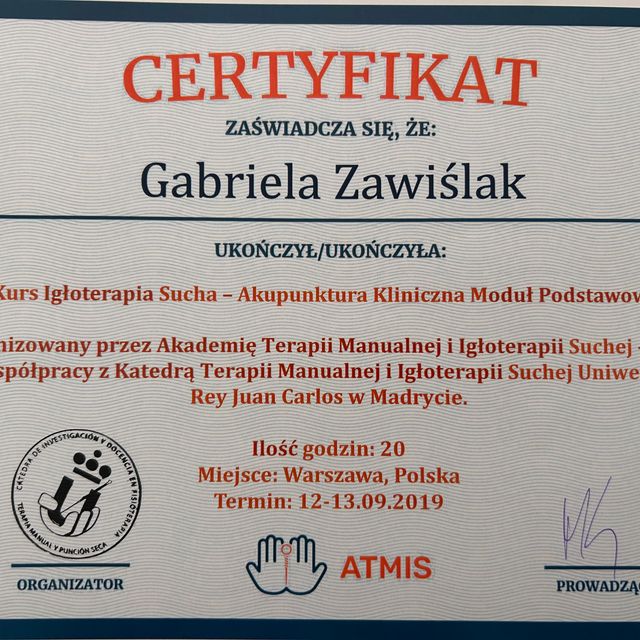 CERTYFIKAT
ZAŚWIADCZA SIĘ, ŻE:
Gabriela Zawiślak
UKOŃCZYŁ/UKOŃCZYŁA:
Kurs Igłoterapia Sucha – Akupunktura Kliniczna Moduł Podstawow
nizowany przez Akademię Terapii Manualnej i Igłoterapii Suchej –
spółpracy z Katedrą Terapii Manualnej i Igłoterapii Suchej Uniwe
Rey Juan Carlos w Madrycie.
Ilość godzin: 20
Miejsce: Warszawa, Polska
Termin: 12-13.09.2019
CÁTEDRA DE INVESTIGACIÓN Y DOCENCIA EN FISIOTERAPIA
TERAPIA MANUAL Y PUNCIÓN SECA
ORGANIZATOR
ATMIS
PROWADZĄC